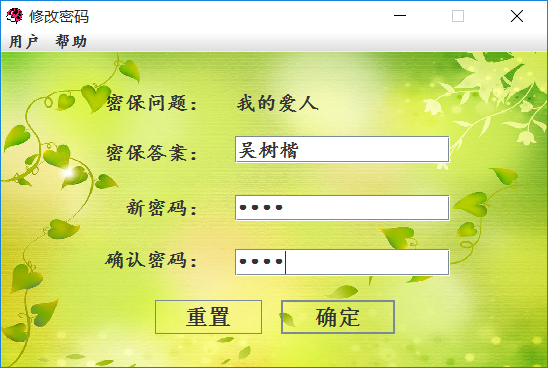 修改密码
用户 帮助
密保问题： 我的爱人
密保答案： 吴树楷
新密码： ••••
确认密码： ••••
重置 确定